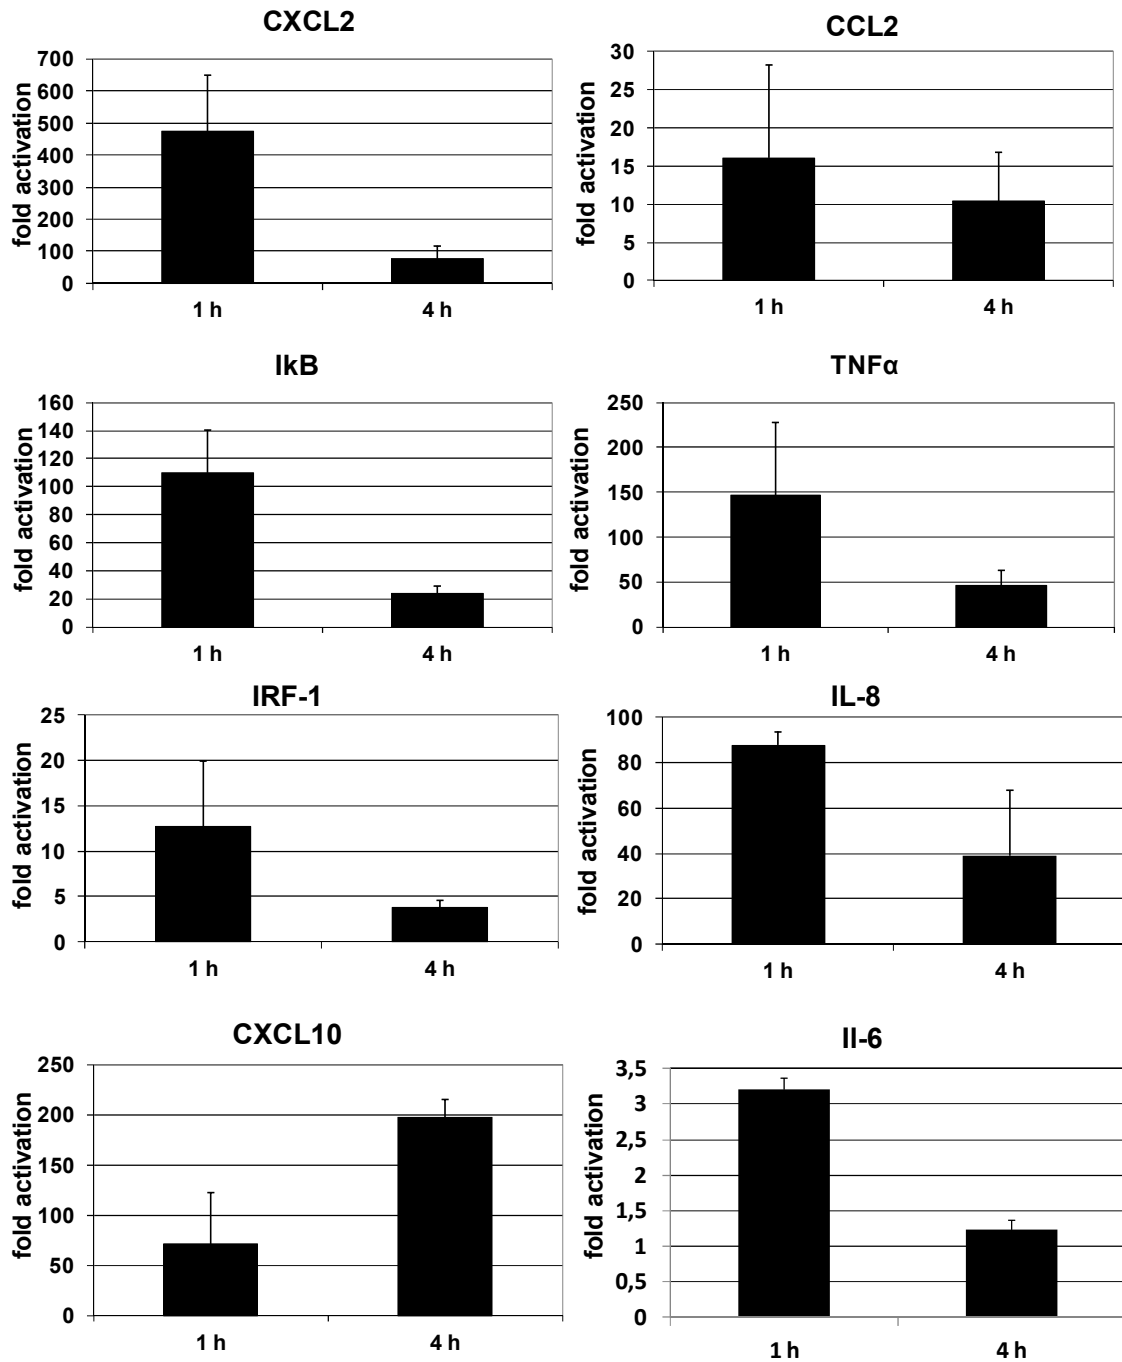 CXCL2
fold activation
700
600
500
400
300
200
100
0
1 h 4 h
CCL2
fold activation
30
25
20
15
10
5
0
1 h 4 h
IkB
fold activation
160
140
120
100
80
60
40
20
0
1 h 4 h
TNFα
fold activation
250
200
150
100
50
0
1 h 4 h
IRF-1
fold activation
25
20
15
10
5
0
1 h 4 h
IL-8
fold activation
100
80
60
40
20
0
1 h 4 h
CXCL10
fold activation
250
200
150
100
50
0
1 h 4 h
Il-6
fold activation
3,5
3
2,5
2
1,5
1
0,5
0
1 h 4 h